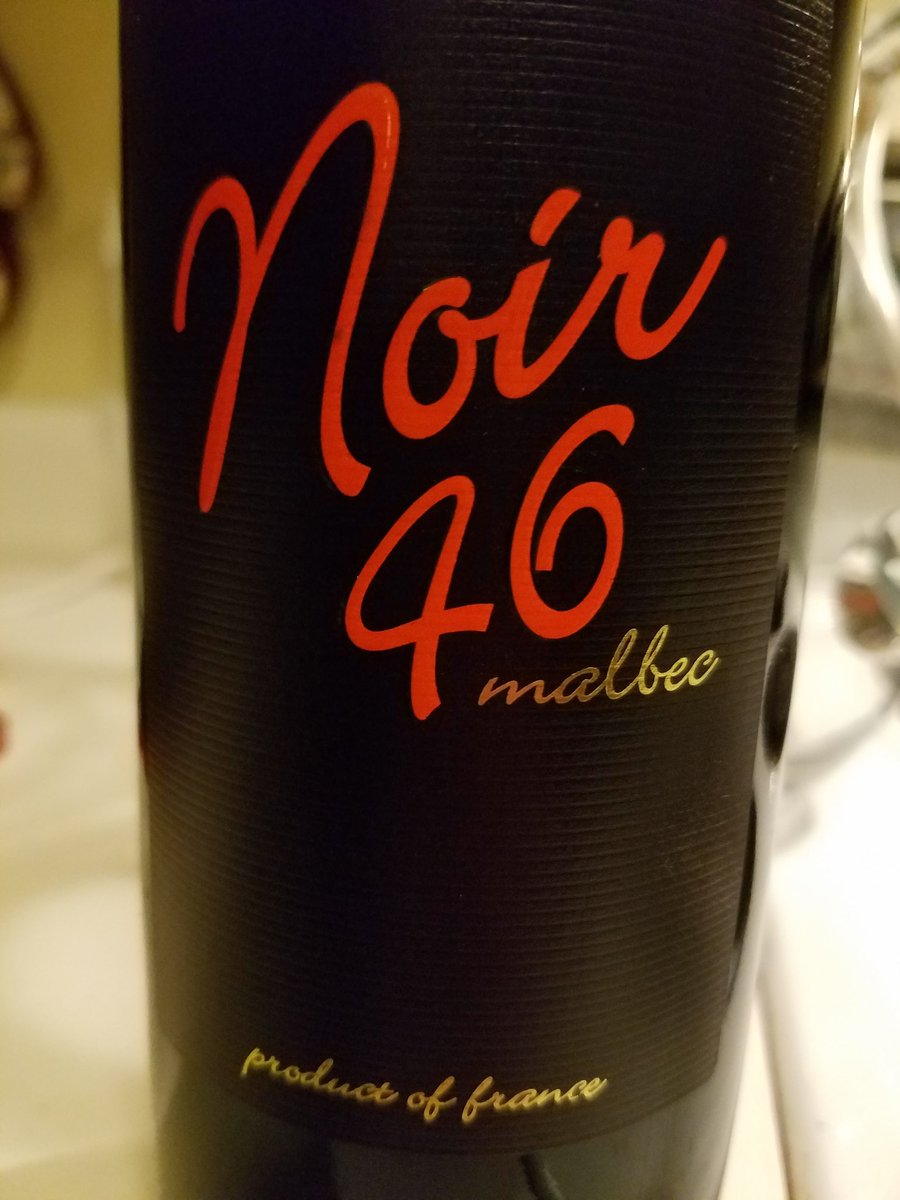 Noir
46
malbec
product of france